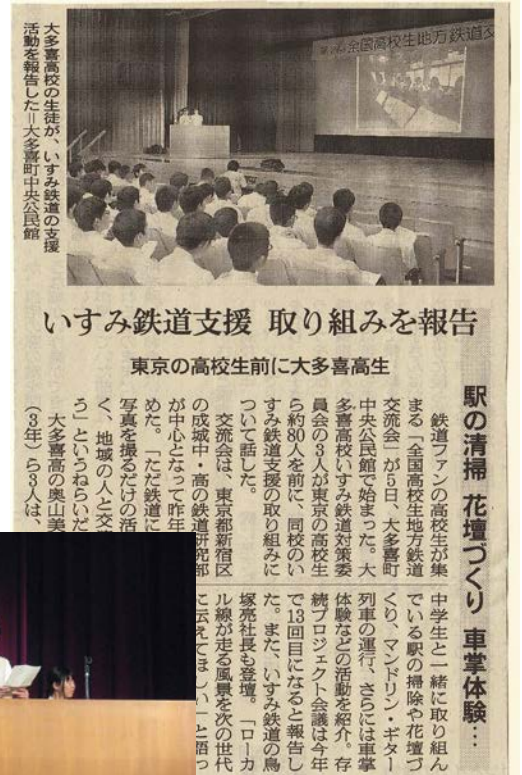 全国高校生地方鉄道交
大多喜高校の生徒が、いすみ鉄道の支援
活動を報告した=大多喜町中央公民館
いすみ鉄道支援 取り組みを報告
東京の高校生前に大多喜高生
駅の清掃 花壇づくり 車掌体験…
鉄道ファンの高校生が集
まる「全国高校生地方鉄道
交流会」が5日、大多喜町
中央公民館で始まった。大
多喜高校いすみ鉄道対策委
員会の3人が東京の高校生
ら約80人を前に、同校のい
すみ鉄道支援の取り組みに
ついて話した。
交流会は、東京都新宿区
の成城中・高の鉄道研究部
が中心となって昨年
めた。「ただ鉄道に
写真を撮るだけの活
く、地域の人と交
う」というねらいだ
大多喜高の奥山美
(3年)ら3人は、
中学生と一緒に取り組ん
でいる駅の掃除や花壇づ
くり、マンドリン・ギター
列車の運行、さらには車掌
体験などの活動を紹介。存
続プロジェクト会議は今年
で13回目になると報告し
た。また、いすみ鉄道の鳥
塚亮社長も登壇。「ローカ
ル線が走る風景を次の世代
に伝えてほしい」と語っ